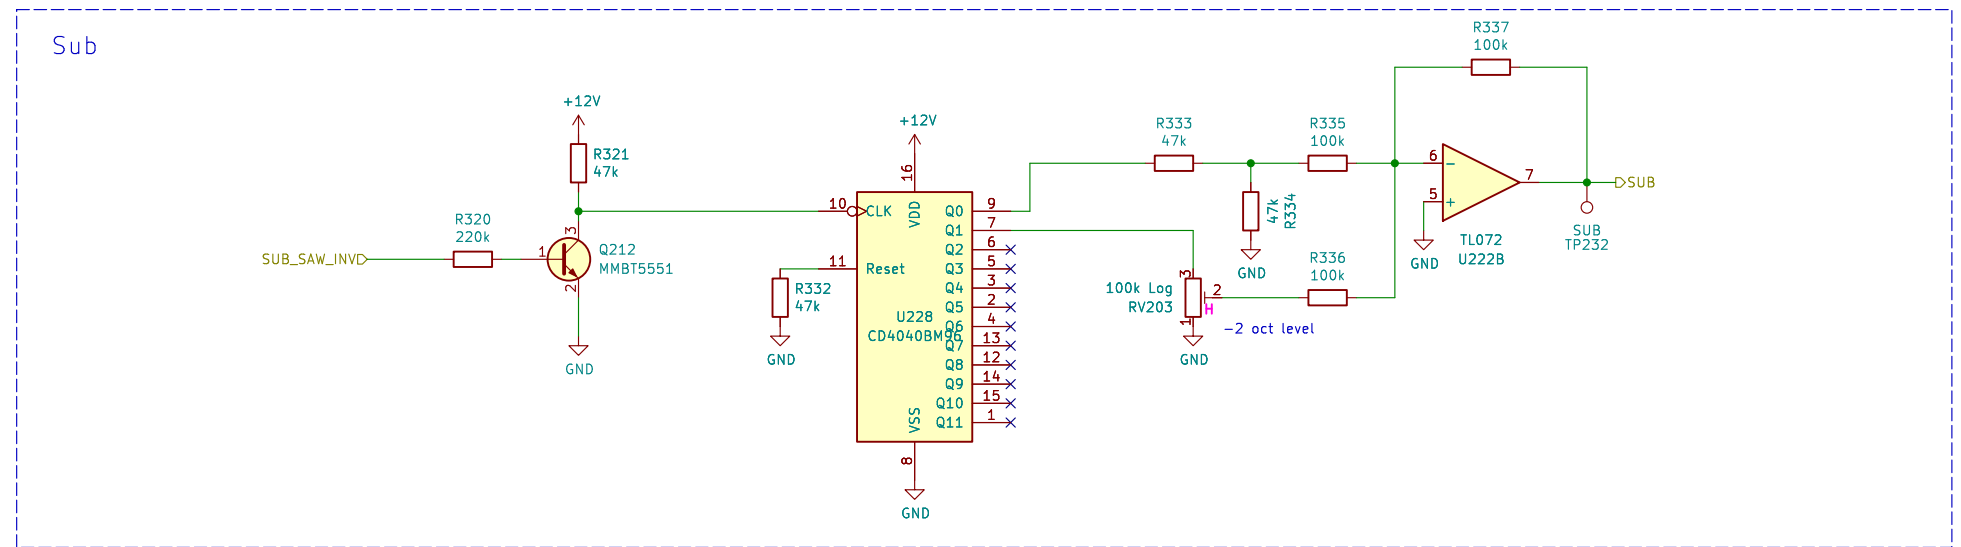 Sub
R337
100k
+12V
+12V
R333
47k
R335
100k
R321
47k
16
6
−
7
SUB
5
+
10
CLK
VDD
Q0
9
Q1
7
47k
R334
R320
220k
3
SUB_SAW_INV
1
Q212
MMBT5551
2
Q2
6
Q3
5
Q4
3
Q5
2
Q6
4
Q7
13
Q8
12
Q9
14
Q10
15
Q11
1
11
Reset
R332
47k
U228
CD4040BM96
VSS
8
GND
GND
GND
GND
GND
GND
TL072
U222B
SUB
TP232
R336
100k
100k Log
RV203
3
2
1
H
-2 oct level